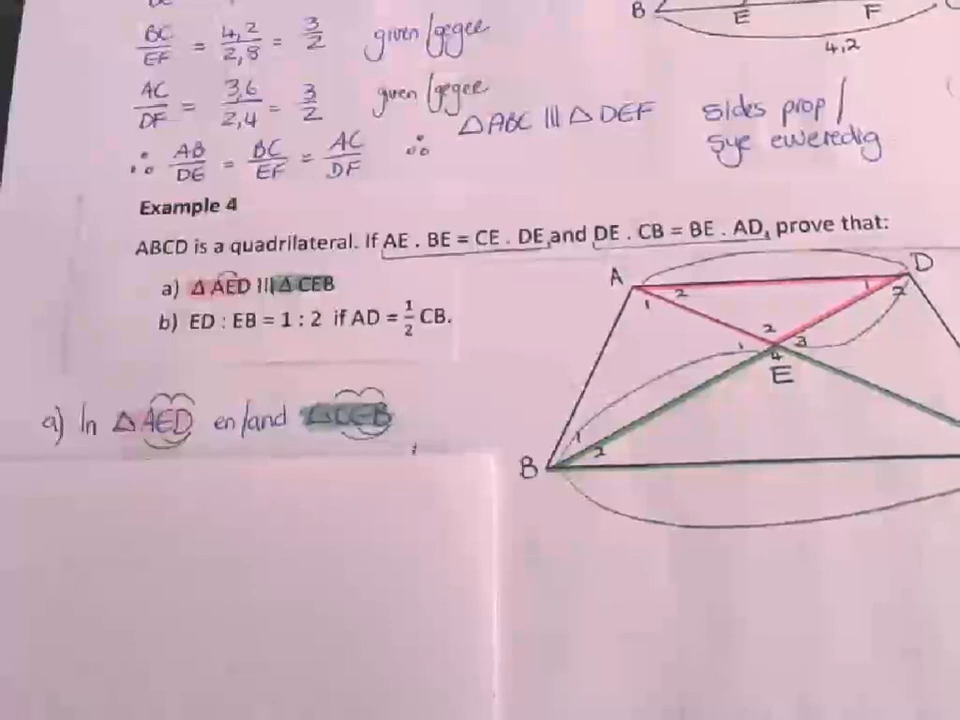 B E F
4,2
BC/EF = 4,2/2,8 = 3/2 given/gegee
AC/DF = 3,6/2,4 = 3/2 given/gegee
∴ AB/DE = BC/EF = AC/DF ∴ △ABC ||| △DEF sides prop/
sye eweredig
Example 4
ABCD is a quadrilateral. If AE . BE = CE . DE and DE . CB = BE . AD, prove that:
a) △ AED ||| △ CEB
b) ED : EB = 1 : 2 if AD = 1/2 CB.
a) In △AED en/and △CEB
A D
1 2 1 2
2
1 3
4
E
1
2
B